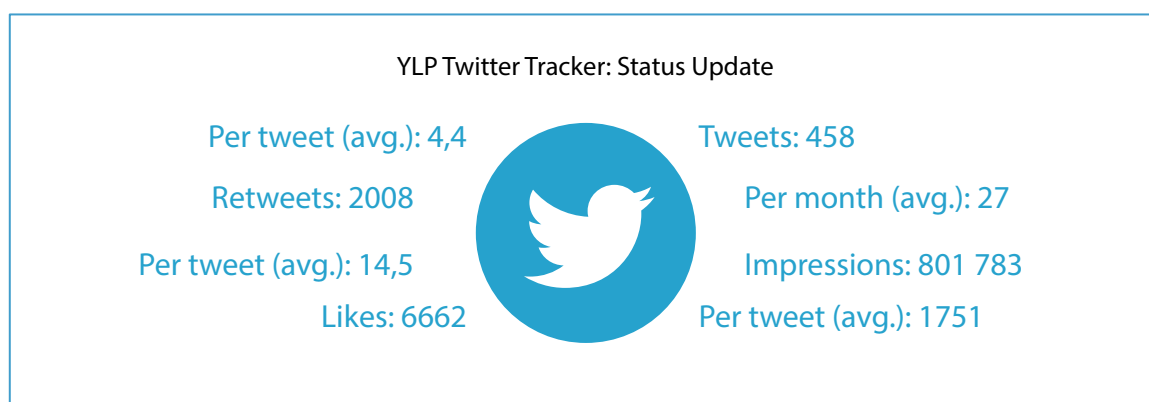 YLP Twitter Tracker: Status Update
Per tweet (avg.): 4,4
Tweets: 458
Retweets: 2008
Per month (avg.): 27
Per tweet (avg.): 14,5
Impressions: 801 783
Likes: 6662
Per tweet (avg.): 1751